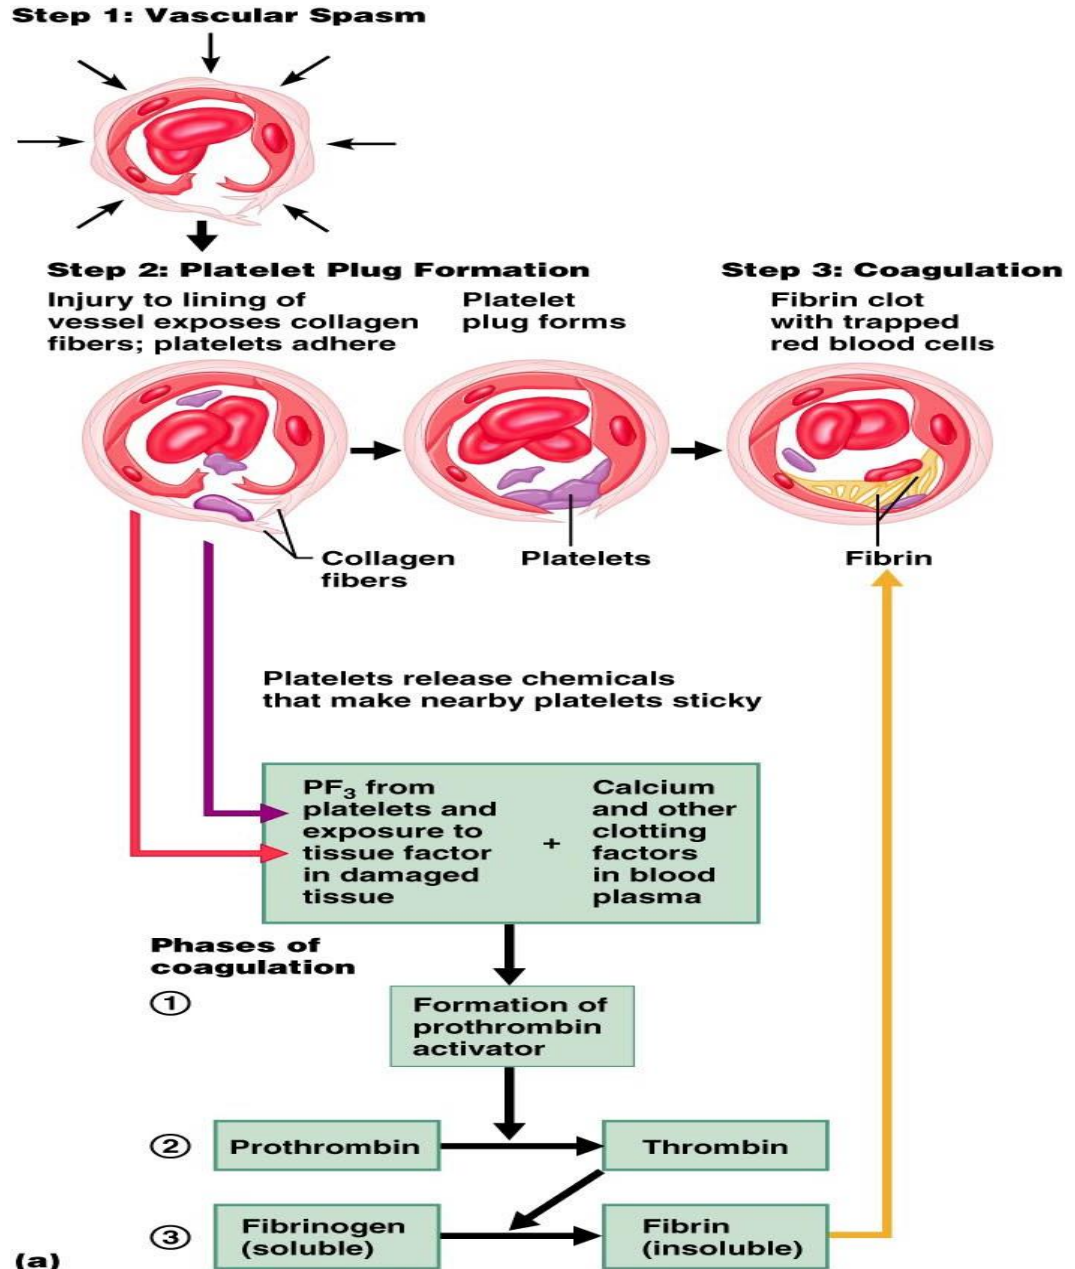 Step 1: Vascular Spasm
Step 2: Platelet Plug Formation
Injury to lining of
vessel exposes collagen
fibers; platelets adhere
Platelet
plug forms
Step 3: Coagulation
Fibrin clot
with trapped
red blood cells
Collagen
fibers
Platelets
Fibrin
Platelets release chemicals
that make nearby platelets sticky
PF3 from
platelets and
exposure to
tissue factor
in damaged
tissue
+
Calcium
and other
clotting
factors
in blood
plasma
Phases of
coagulation
1
Formation of
prothrombin
activator
2
Prothrombin
Thrombin
3
Fibrinogen
(soluble)
Fibrin
(insoluble)
(a)